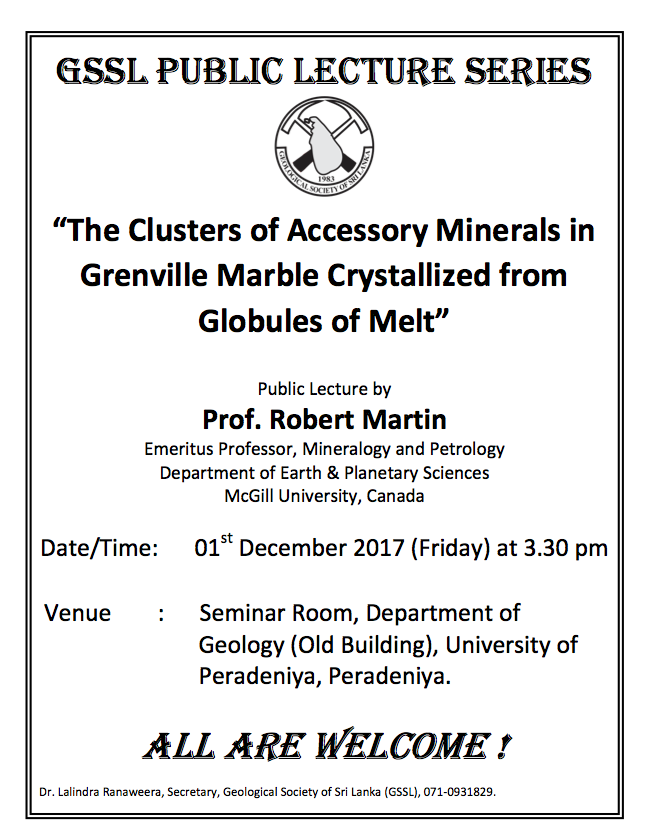 GSSL PUBLIC LECTURE SERIES
1983
GEOLOGICAL SOCIETY OF SRI LANKA
“The Clusters of Accessory Minerals in
Grenville Marble Crystallized from
Globules of Melt”
Public Lecture by
Prof. Robert Martin
Emeritus Professor, Mineralogy and Petrology
Department of Earth & Planetary Sciences
McGill University, Canada
Date/Time: 01st December 2017 (Friday) at 3.30 pm
Venue : Seminar Room, Department of
Geology (Old Building), University of
Peradeniya, Peradeniya.
ALL ARE WELCOME !
Dr. Lalindra Ranaweera, Secretary, Geological Society of Sri Lanka (GSSL), 071-0931829.